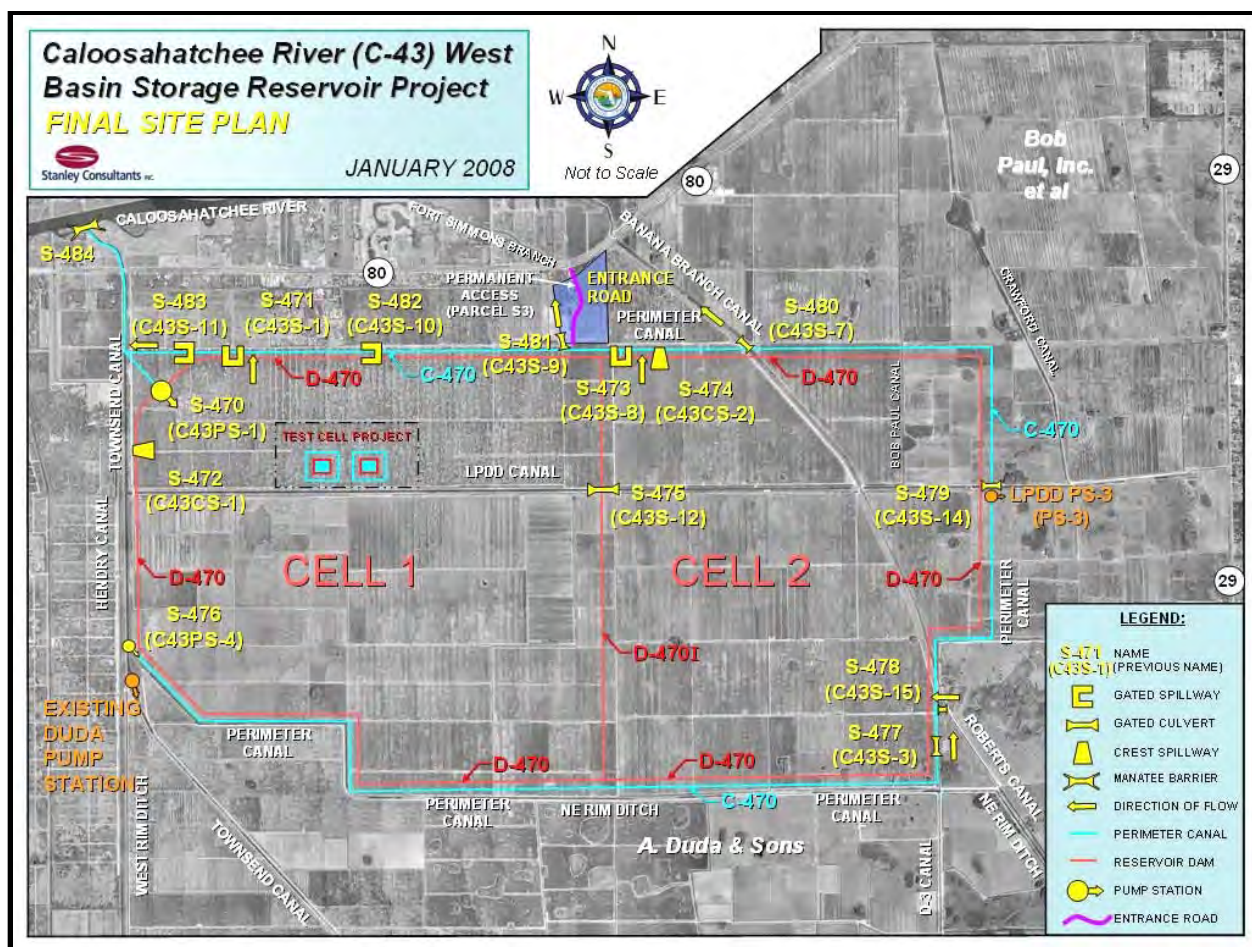 Caloosahatchee River (C-43) West
Basin Storage Reservoir Project
FINAL SITE PLAN
Stanley Consultants INC.
JANUARY 2008
N
W
E
S
Not to Scale
80
Bob
Paul, Inc.
et al
29
CALOOSAHATCHEE RIVER
S-484
FORT SIMMONS BRANCH
BANANA BRANCH CANAL
CRAWFORD CANAL
80
PERMANENT
ACCESS
(PARCEL S3)
ENTRANCE
ROAD
PERIMETER
CANAL
S-483
(C43S-11)
S-471
(C43S-1)
S-482
(C43S-10)
S-481
(C43S-9)
S-480
(C43S-7)
TOWNSEND CANAL
D-470
C-470
S-473
(C43S-8)
S-474
(C43CS-2)
D-470
BOB PAUL CANAL
C-470
S-470
(C43PS-1)
TEST CELL PROJECT
LPDD CANAL
S-472
(C43CS-1)
S-475
(C43S-12)
S-479
(C43S-14)
LPDD PS-3
(PS-3)
HENDRY CANAL
D-470
CELL 1
CELL 2
D-470
PERIMETER
CANAL
29
S-476
(C43PS-4)
D-470I
S-478
(C43S-15)
EXISTING
DUDA
PUMP
STATION
PERIMETER
CANAL
S-477
(C43S-3)
ROBERTS CANAL
D-470
D-470
C-470
PERIMETER
CANAL
NE RIM DITCH
PERIMETER
CANAL
NE RIM DITCH
WEST RIM DITCH
TOWNSEND CANAL
A. Duda & Sons
D-3 CANAL
LEGEND:
S-471
(C43S-1)
NAME
(PREVIOUS NAME)
GATED SPILLWAY
GATED CULVERT
CREST SPILLWAY
MANATEE BARRIER
DIRECTION OF FLOW
PERIMETER CANAL
RESERVOIR DAM
PUMP STATION
ENTRANCE ROAD